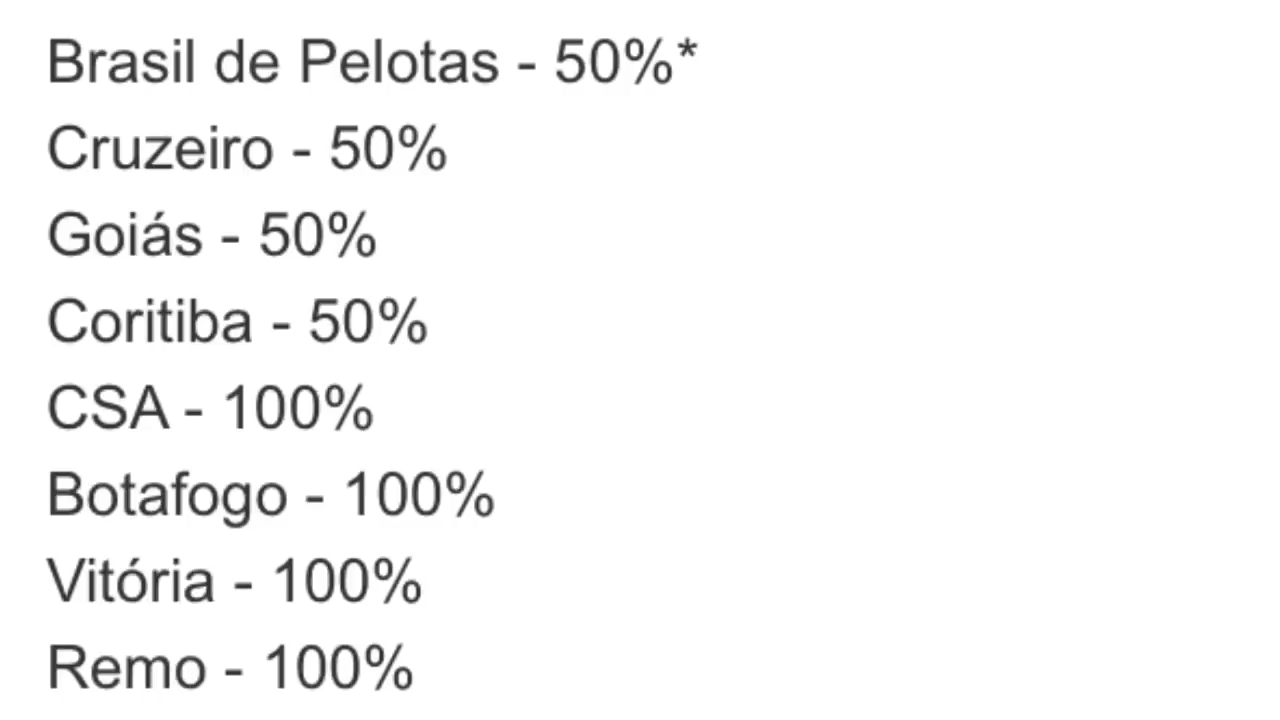 Brasil de Pelotas - 50%*
Cruzeiro - 50%
Goiás - 50%
Coritiba - 50%
CSA - 100%
Botafogo - 100%
Vitória - 100%
Remo - 100%